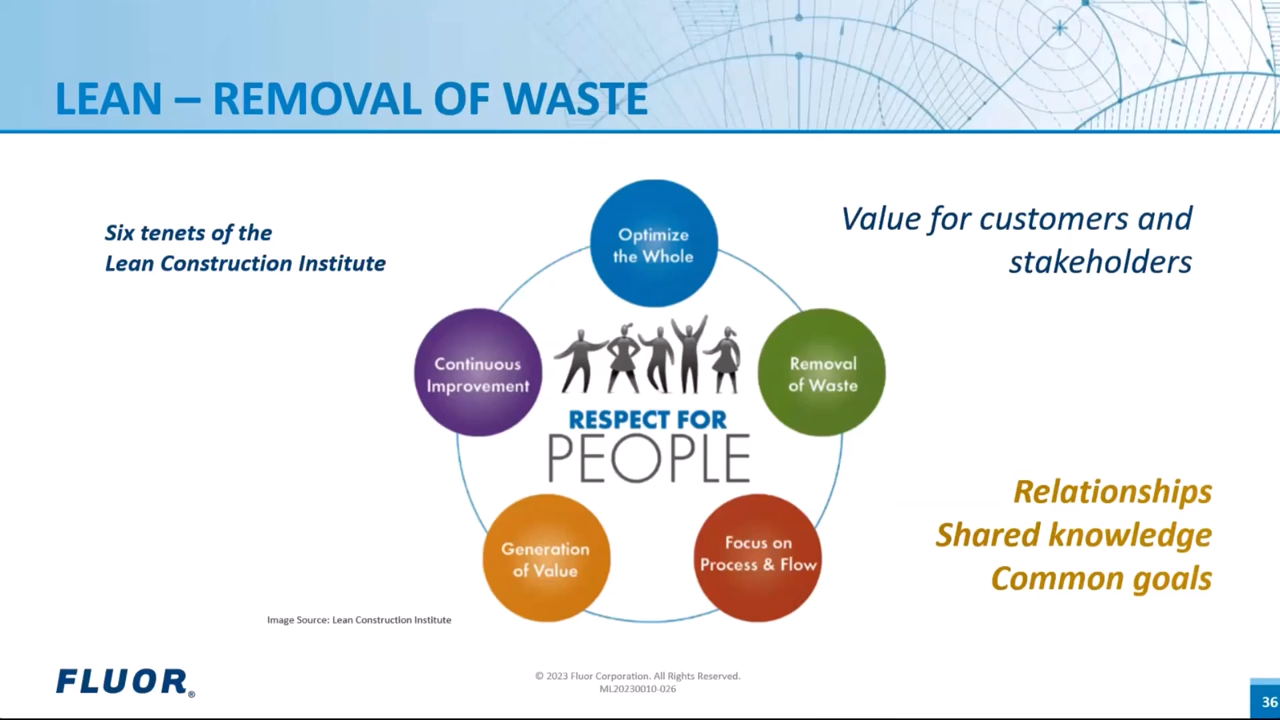 LEAN – REMOVAL OF WASTE
Six tenets of the
Lean Construction Institute
Optimize
the Whole
Value for customers and
stakeholders
Continuous
Improvement
Removal
of Waste
RESPECT FOR
PEOPLE
Generation
of Value
Focus on
Process & Flow
Relationships
Shared knowledge
Common goals
Image Source: Lean Construction Institute
FLUOR®
© 2023 Fluor Corporation. All Rights Reserved.
ML20230010-026
36